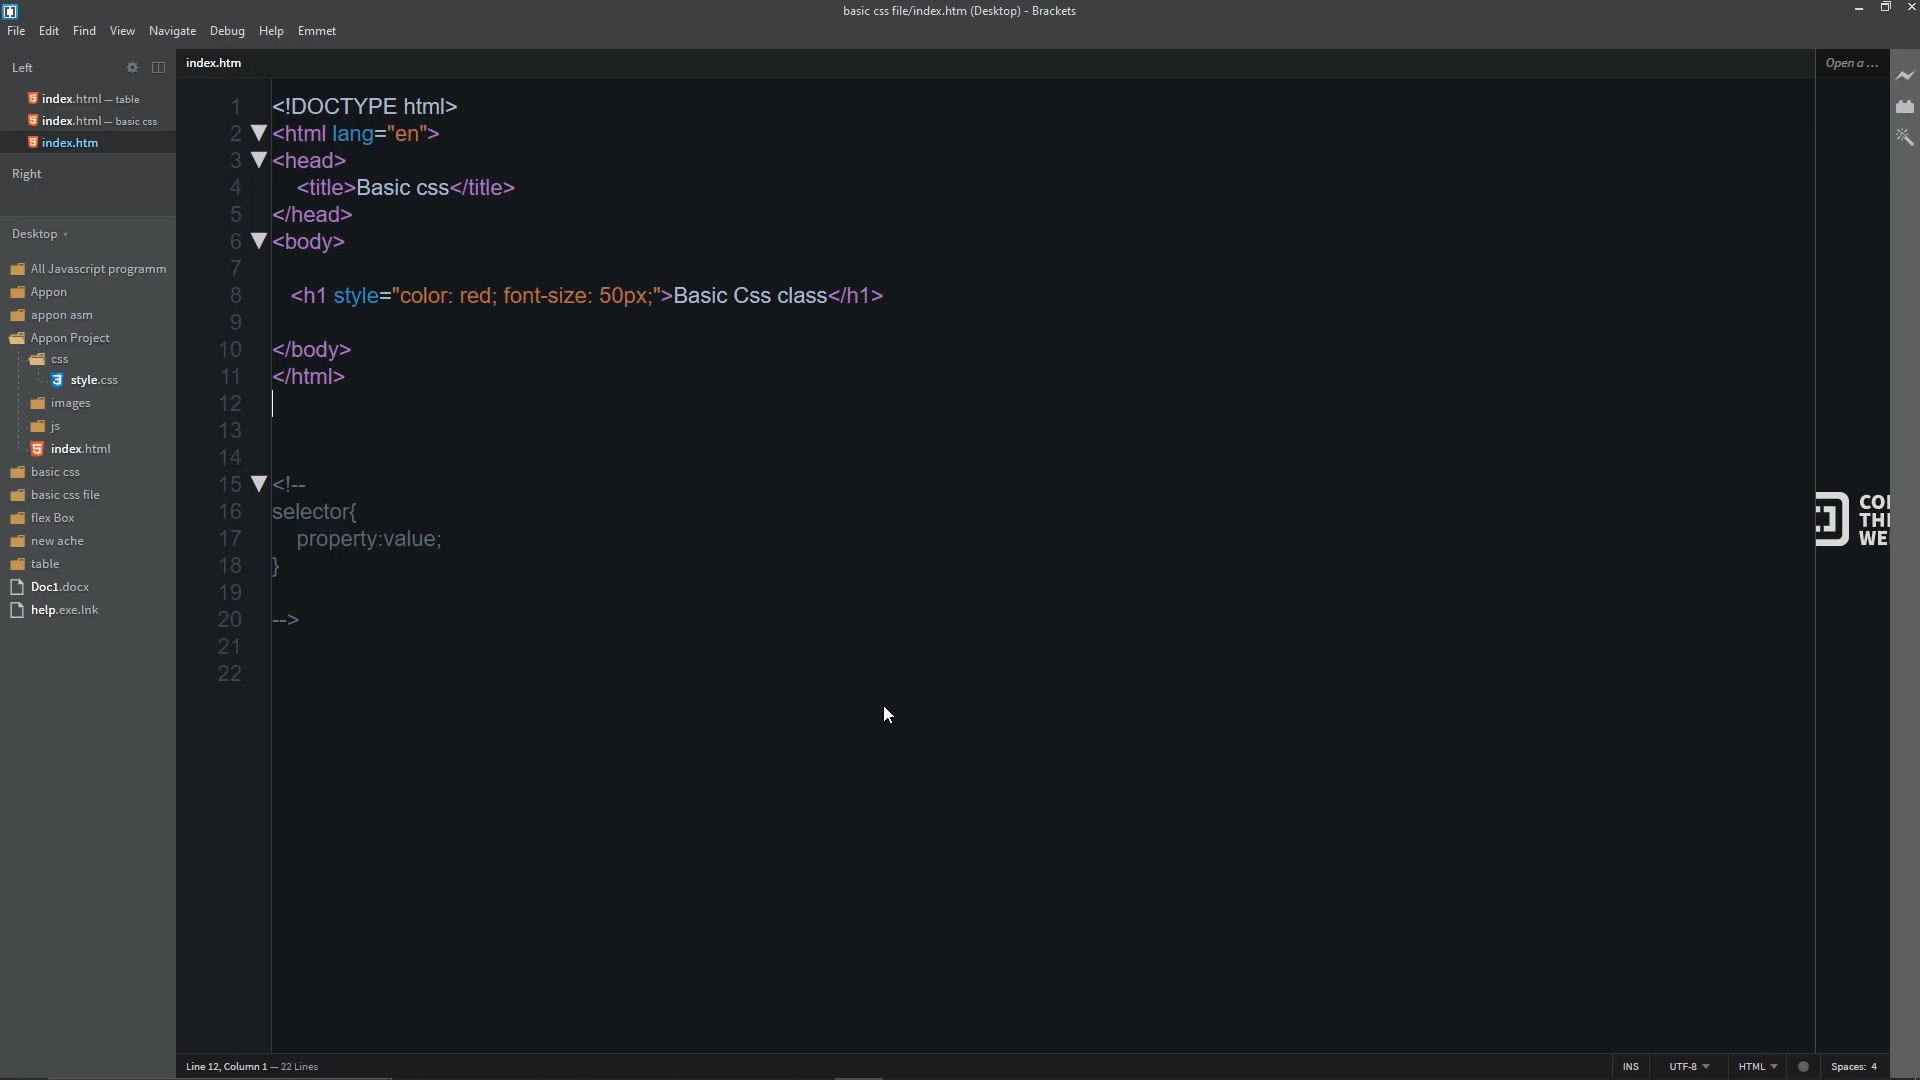 basic css file/index.htm (Desktop) - Brackets
File Edit Find View Navigate Debug Help Emmet
Left
index.html — table
index.html — basic css
index.htm
Right
Desktop
All Javascript programm
Appon
appon asm
Appon Project
css
style.css
images
js
index.html
basic css
basic css file
flex Box
new ache
table
Doc1.docx
help.exe.lnk
index.htm
Open a ...
1 <!DOCTYPE html>
2 <html lang="en">
3 <head>
4 <title>Basic css</title>
5 </head>
6 <body>
7
8 <h1 style="color: red; font-size: 50px;">Basic Css class</h1>
9
10 </body>
11 </html>
12
13
14
15 <!--
16 selector{
17 property:value;
18 }
19
20 -->
21
22
Line 12, Column 1 — 22 Lines
INS UTF-8 HTML Spaces: 4